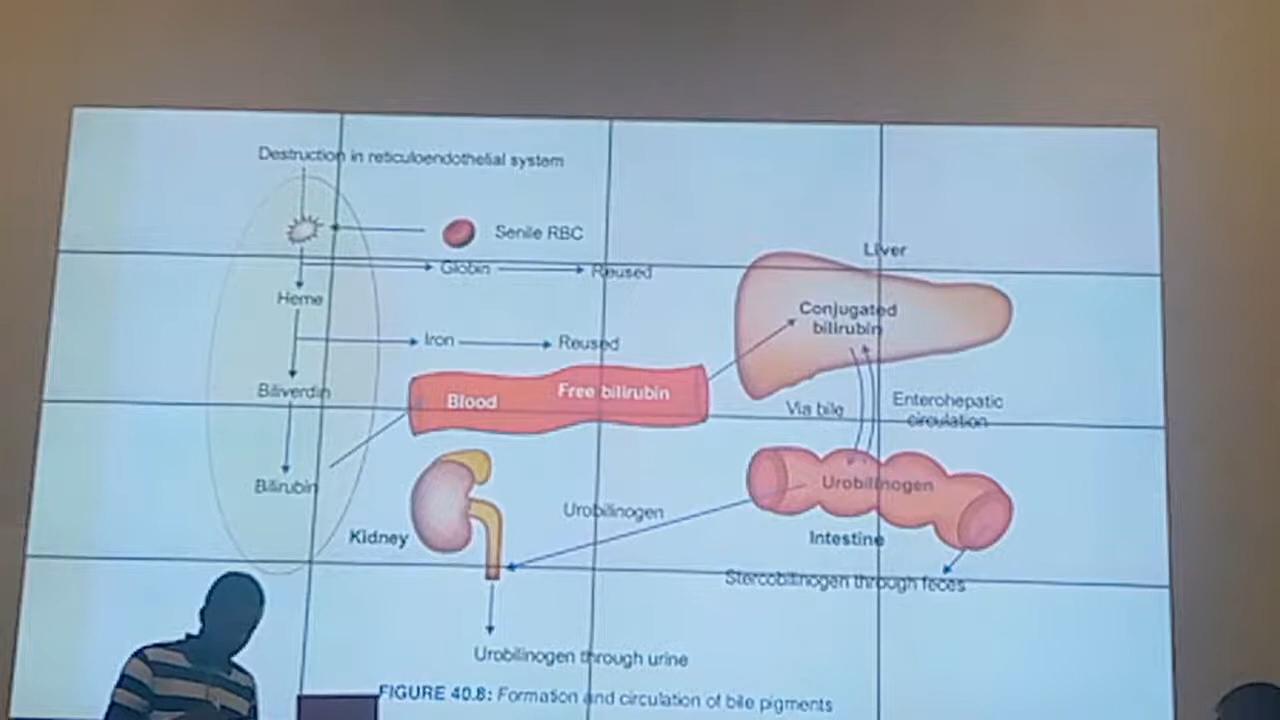 Destruction in reticuloendothelial system
Senile RBC
Globin
Reused
Heme
Iron
Reused
Biliverdin
Bilirubin
Blood
Free bilirubin
Liver
Conjugated
bilirubin
Via bile
Enterohepatic
circulation
Urobilinogen
Intestine
Kidney
Urobilinogen
Stercobilinogen through feces
Urobilinogen through urine
FIGURE 40.8: Formation and circulation of bile pigments